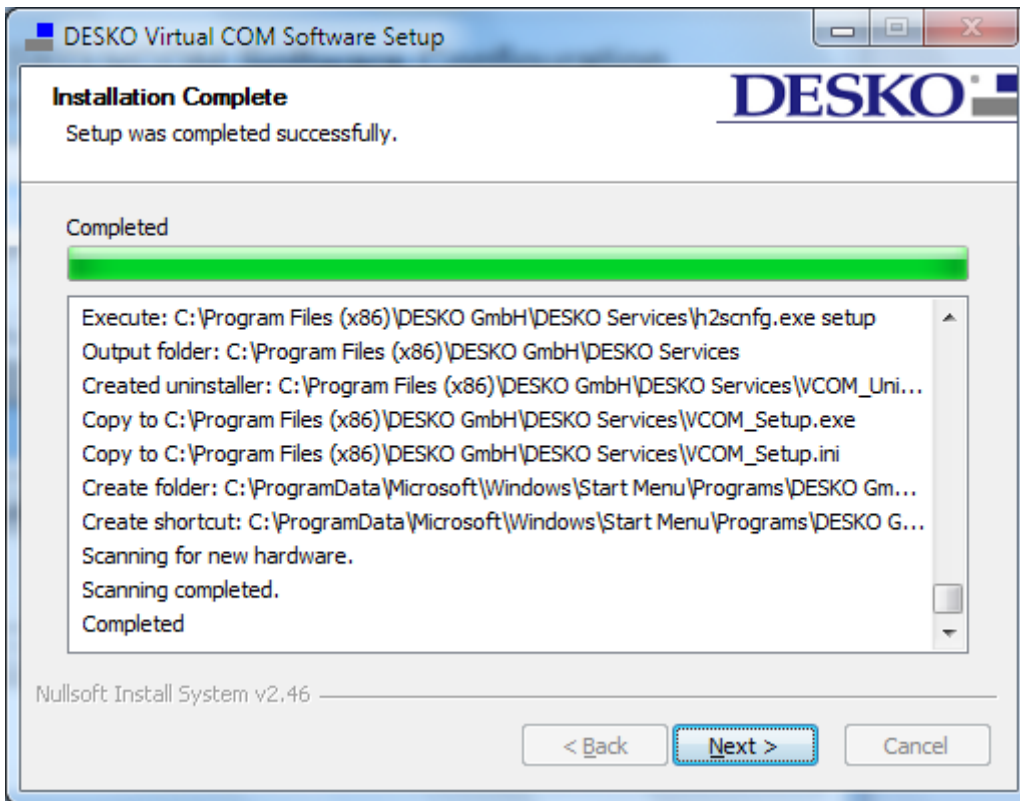 DESKO Virtual COM Software Setup
Installation Complete
DESKO
Setup was completed successfully.
Completed
Execute: C:\Program Files (x86)\DESKO GmbH\DESKO Services\h2scnfg.exe setup
Output folder: C:\Program Files (x86)\DESKO GmbH\DESKO Services
Created uninstaller: C:\Program Files (x86)\DESKO GmbH\DESKO Services\VCOM_Uni...
Copy to C:\Program Files (x86)\DESKO GmbH\DESKO Services\VCOM_Setup.exe
Copy to C:\Program Files (x86)\DESKO GmbH\DESKO Services\VCOM_Setup.ini
Create folder: C:\ProgramData\Microsoft\Windows\Start Menu\Programs\DESKO Gm...
Create shortcut: C:\ProgramData\Microsoft\Windows\Start Menu\Programs\DESKO G...
Scanning for new hardware.
Scanning completed.
Completed
Nullsoft Install System v2.46
< Back
Next >
Cancel